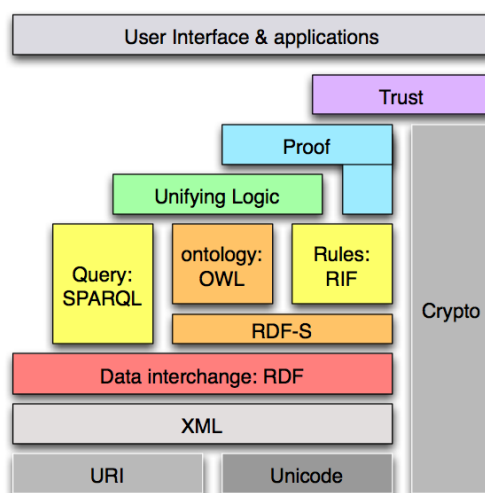 User Interface & applications
Trust
Proof
Unifying Logic
Query:
SPARQL
ontology:
OWL
Rules:
RIF
Crypto
RDF-S
Data interchange: RDF
XML
URI
Unicode